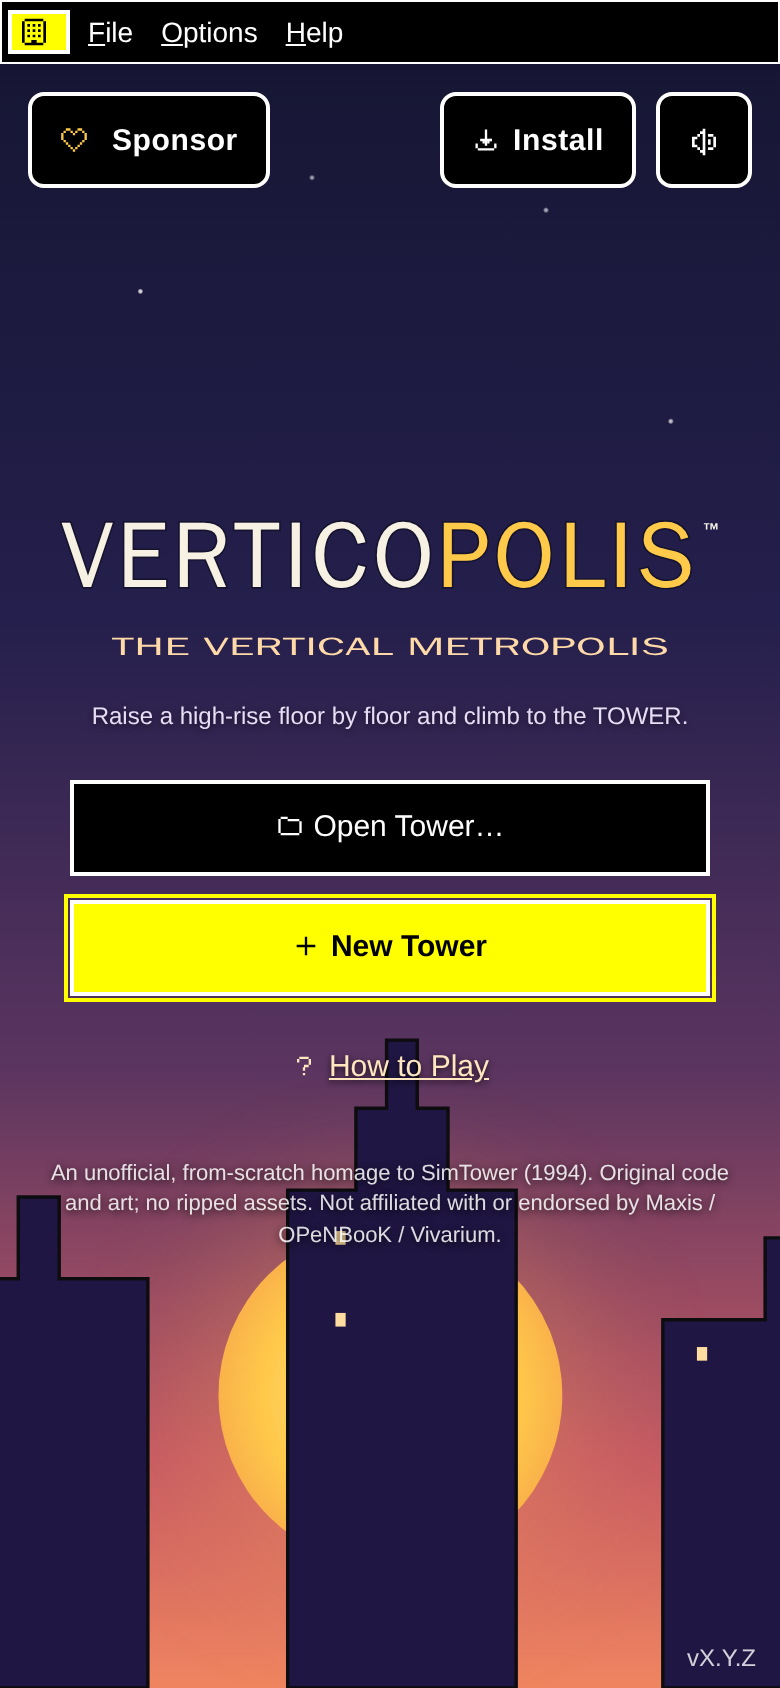 File Options Help
Sponsor Install
VERTICOPOLIS™
THE VERTICAL METROPOLIS
Raise a high-rise floor by floor and climb to the TOWER.
Open Tower…
New Tower
? How to Play
An unofficial, from-scratch homage to SimTower (1994). Original code
and art; no ripped assets. Not affiliated with or endorsed by Maxis /
OPeNBooK / Vivarium.
vX.Y.Z